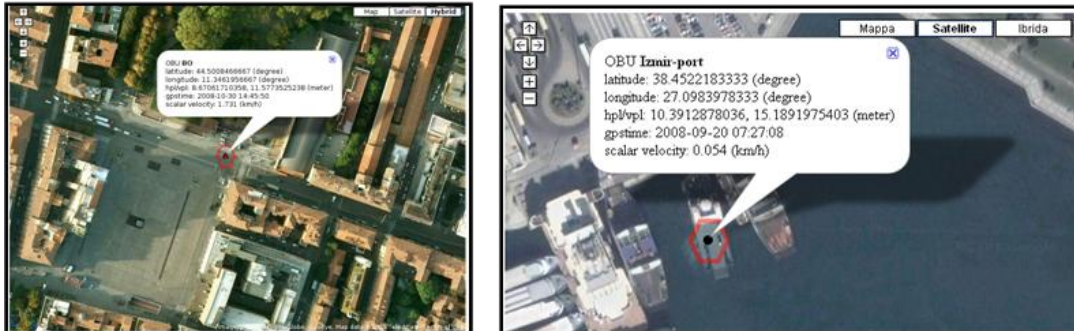 Map Satellite Hybrid
OBU BO
latitude: 44.5008466667 (degree)
longitude: 11.3461956667 (degree)
hpl/vpl: 8.67061710358, 11.5773525238 (meter)
gpstime: 2008-10-30 14:45:50
scalar velocity: 1.731 (km/h)
Mappa Satellite Ibrida
OBU Izmir-port
latitude: 38.4522183333 (degree)
longitude: 27.0983978333 (degree)
hpl/vpl: 10.3912878036, 15.1891975403 (meter)
gpstime: 2008-09-20 07:27:08
scalar velocity: 0.054 (km/h)